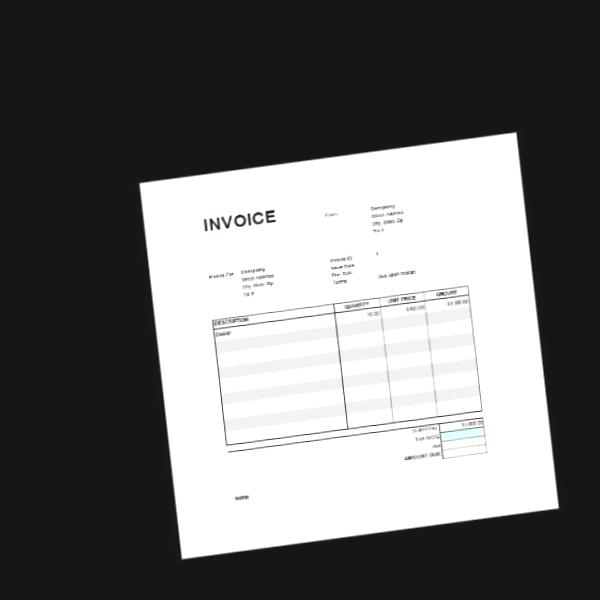 INVOICE
From
Company
Street Address
City, State Zip
Tel #
Invoice For
Company
Street Address
City, State Zip
Tel #
Invoice ID 1
Issue Date
Due Date
Terms Due upon receipt
DESCRIPTION QUANTITY UNIT PRICE AMOUNT
10.00 $100.00 $1,000.00
SUBTOTAL $1,000.00
TAX RATE
AMOUNT DUE
Notes